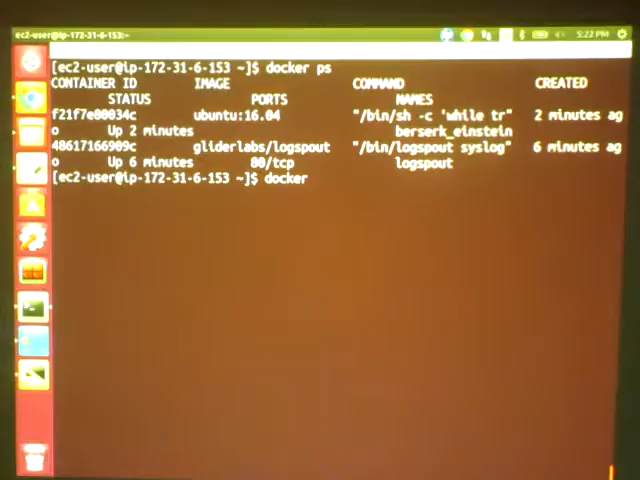 ec2-user@ip-172-31-6-153:~
5:22 PM
[ec2-user@ip-172-31-6-153 ~]$ docker ps
CONTAINER ID IMAGE COMMAND CREATED
STATUS PORTS NAMES
f21f7e80034c ubuntu:16.04 "/bin/sh -c 'while tr" 2 minutes ag
o Up 2 minutes berserk_einstein
48617166909c gliderlabs/logspout "/bin/logspout syslog" 6 minutes ag
o Up 6 minutes 80/tcp logspout
[ec2-user@ip-172-31-6-153 ~]$ docker